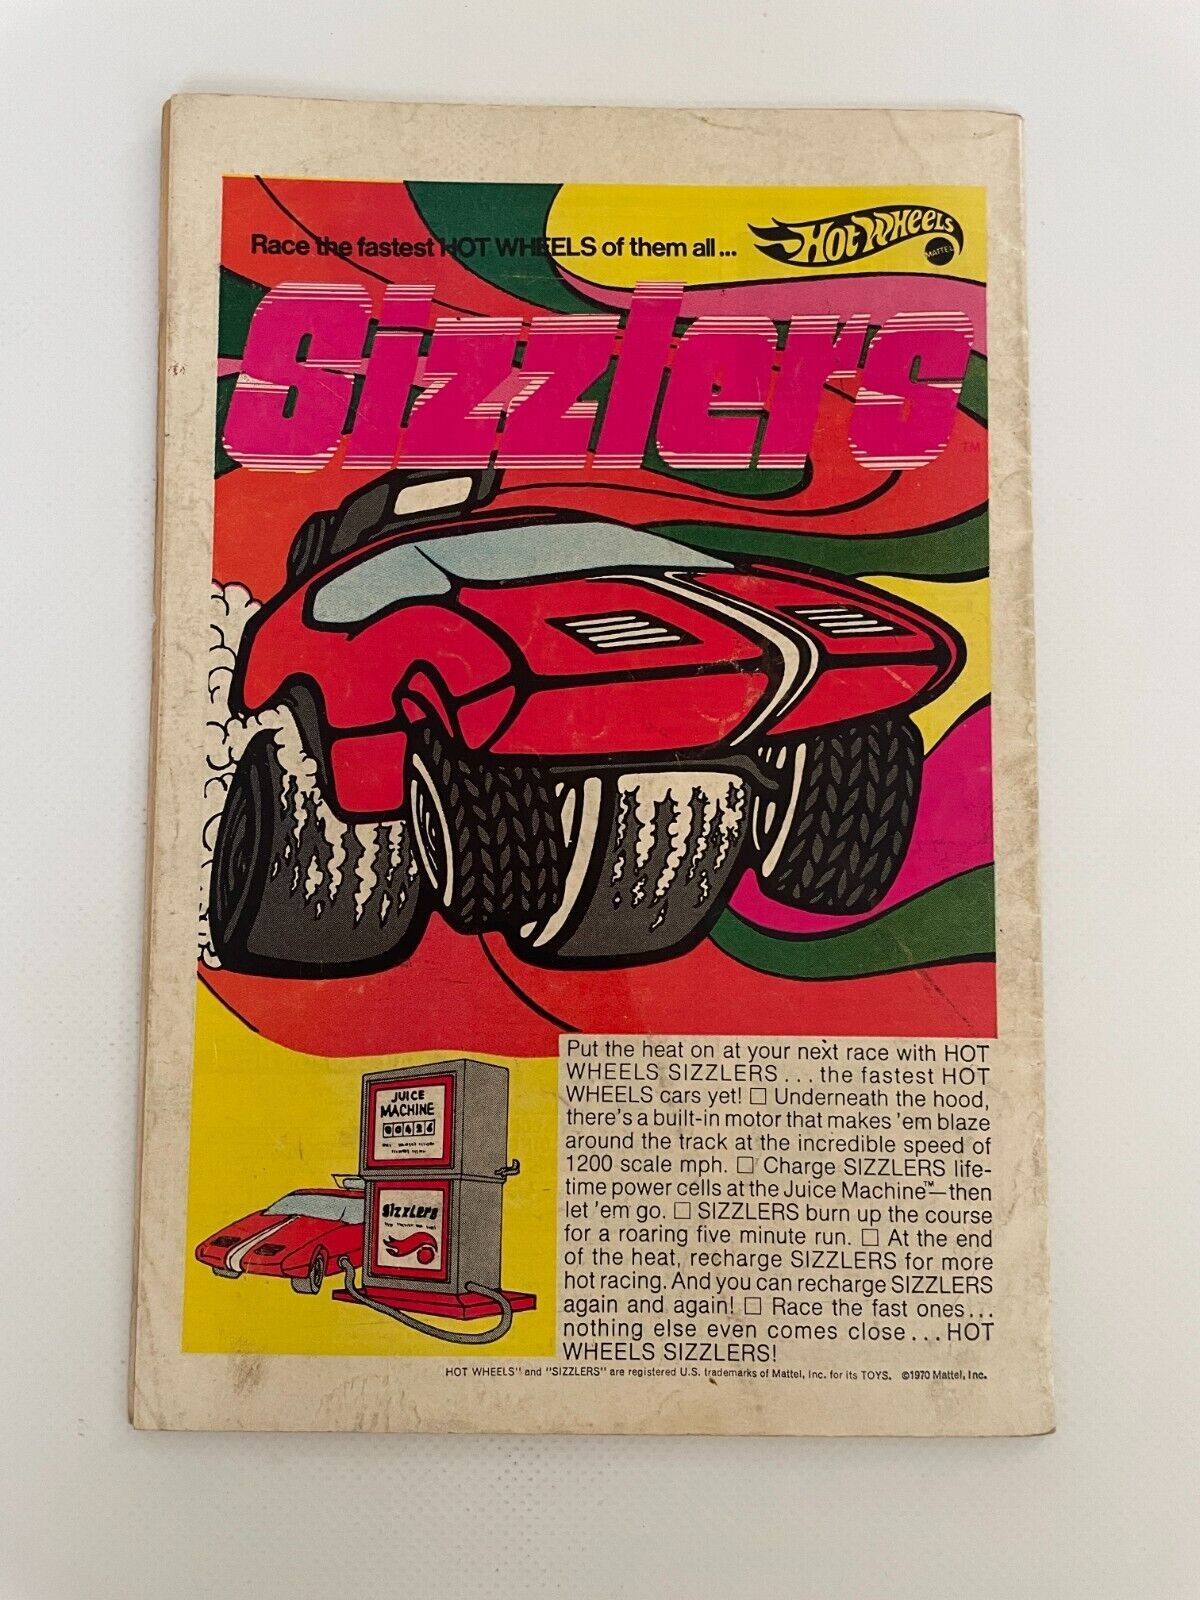 Race the fastest HOT WHEELS of them all...
Hot Wheels
MATTEL
Sizzlers
TM
JUICE
MACHINE
00426
Sizzlers
Put the heat on at your next race with HOT
WHEELS SIZZLERS...the fastest HOT
WHEELS cars yet! □ Underneath the hood,
there's a built-in motor that makes 'em blaze
around the track at the incredible speed of
1200 scale mph. □ Charge SIZZLERS life-
time power cells at the Juice Machine™—then
let 'em go. □ SIZZLERS burn up the course
for a roaring five minute run. □ At the end
of the heat, recharge SIZZLERS for more
hot racing. And you can recharge SIZZLERS
again and again! □ Race the fast ones...
nothing else even comes close...HOT
WHEELS SIZZLERS!
HOT WHEELS" and "SIZZLERS" are registered U.S. trademarks of Mattel, Inc. for its TOYS. ©1970 Mattel, Inc.